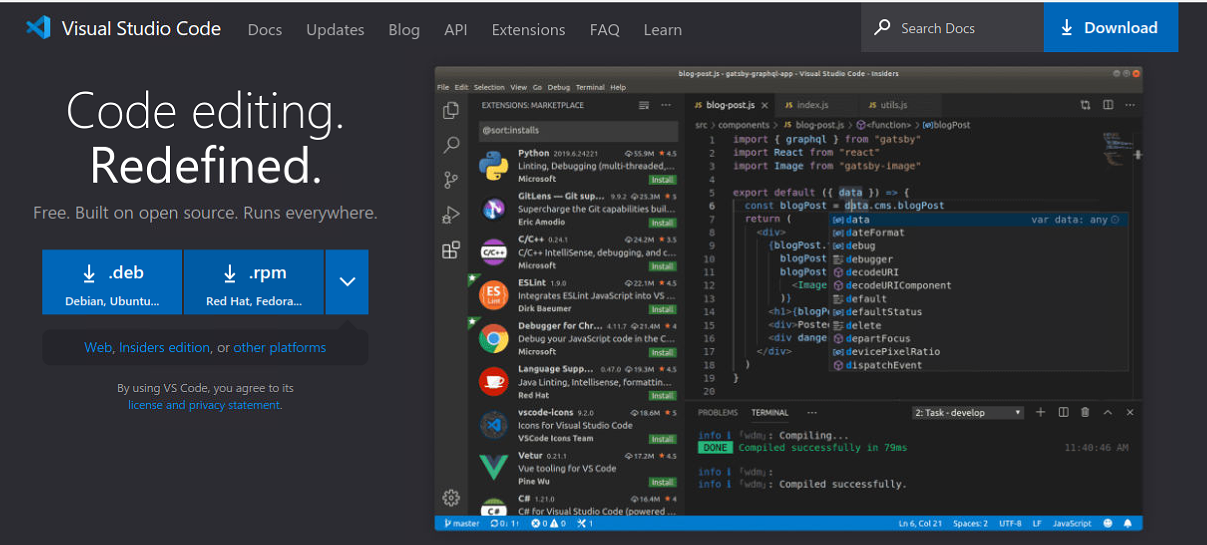 Visual Studio Code Docs Updates Blog API Extensions FAQ Learn Search Docs Download
Code editing.
Redefined.
Free. Built on open source. Runs everywhere.
.deb
Debian, Ubuntu...
.rpm
Red Hat, Fedora...
Web, Insiders edition, or other platforms
By using VS Code, you agree to its
license and privacy statement.
blog-post.js - gatsby-graphql-app - Visual Studio Code - Insiders
File Edit Selection View Go Debug Terminal Help
EXTENSIONS: MARKETPLACE
@sort:installs
Python 2019.6.24221 55.9M 4.5
Linting, Debugging (multi-threaded,...
Microsoft Install
GitLens — Git sup... 9.9.2 25.3M 5
Supercharge the Git capabilities buil...
Eric Amodio Install
C/C++ 0.24.1 24.2M 3.5
C/C++ IntelliSense, debugging, and c...
Microsoft Install
ESLint 1.9.0 22.1M 4.5
Integrates ESLint JavaScript into VS ...
Dirk Baeumer Install
Debugger for Chr... 4.11.7 21.4M 4
Debug your JavaScript code in the C...
Microsoft Install
Language Supp... 0.47.0 19.3M 4.5
Java Linting, Intellisense, formattin...
Red Hat Install
vscode-icons 9.2.0 18.6M 5
Icons for Visual Studio Code
VSCode Icons Team Install
Vetur 0.21.1 17.2M 4.5
Vue tooling for VS Code
Pine Wu Install
C# 1.21.0 16.4M 4
C# for Visual Studio Code (powered ...
JS blog-post.js JS index.js JS utils.js
src › components › JS blog-post.js › <function> › blogPost
1 import { graphql } from "gatsby"
2 import React from "react"
3 import Image from "gatsby-image"
4
5 export default ({ data }) => {
6 const blogPost = data.cms.blogPost
7 return (
8 <div>
9 {blogPost.
10 blogPost
11 blogPost
12 <Image
13 )}
14 <h1>{blogP
15 <div>Poste
16 <div dange
17 </div>
18 )
19 }
20
data var data: any
dateFormat
debug
debugger
decodeURI
decodeURIComponent
default
defaultStatus
delete
departFocus
devicePixelRatio
dispatchEvent
PROBLEMS TERMINAL ... 2: Task - develop
info i 「wdm」: Compiling...
DONE Compiled successfully in 79ms 11:40:46 AM
info i 「wdm」:
info i 「wdm」: Compiled successfully.
master 0↓ 1↑ 0 0 1 Ln 6, Col 21 Spaces: 2 UTF-8 LF JavaScript